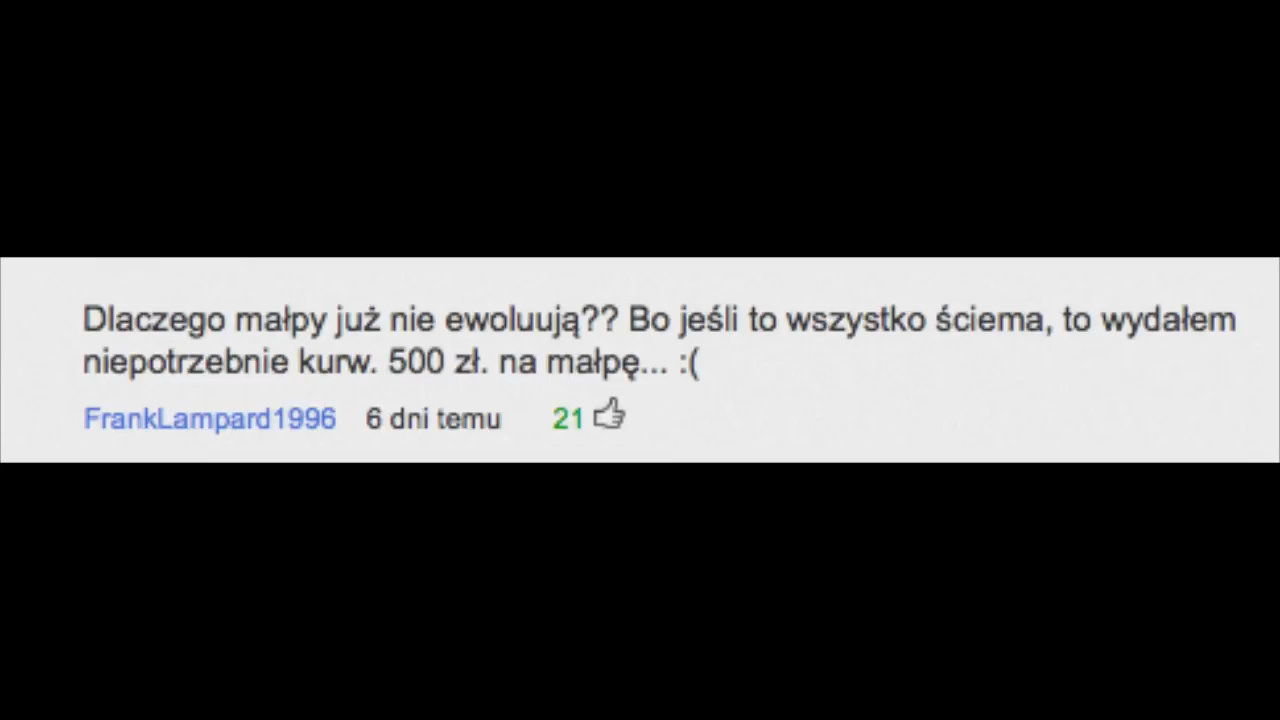 Dlaczego małpy już nie ewoluują?? Bo jeśli to wszystko ściema, to wydałem
niepotrzebnie kurw. 500 zł. na małpę... :(
FrankLampard1996 6 dni temu 21